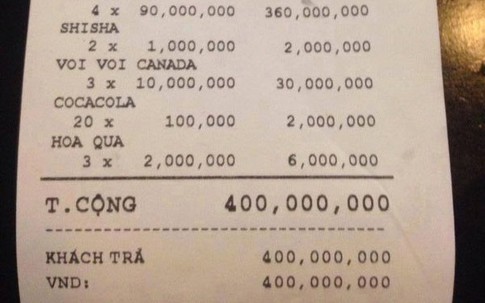 4 x 90,000,000 360,000,000
SHISHA
2 x 1,000,000 2,000,000
VOI VOI CANADA
3 x 10,000,000 30,000,000
COCACOLA
20 x 100,000 2,000,000
HOA QUA
3 x 2,000,000 6,000,000
T.CỘNG 400,000,000
KHÁCH TRẢ 400,000,000
VND: 400,000,000